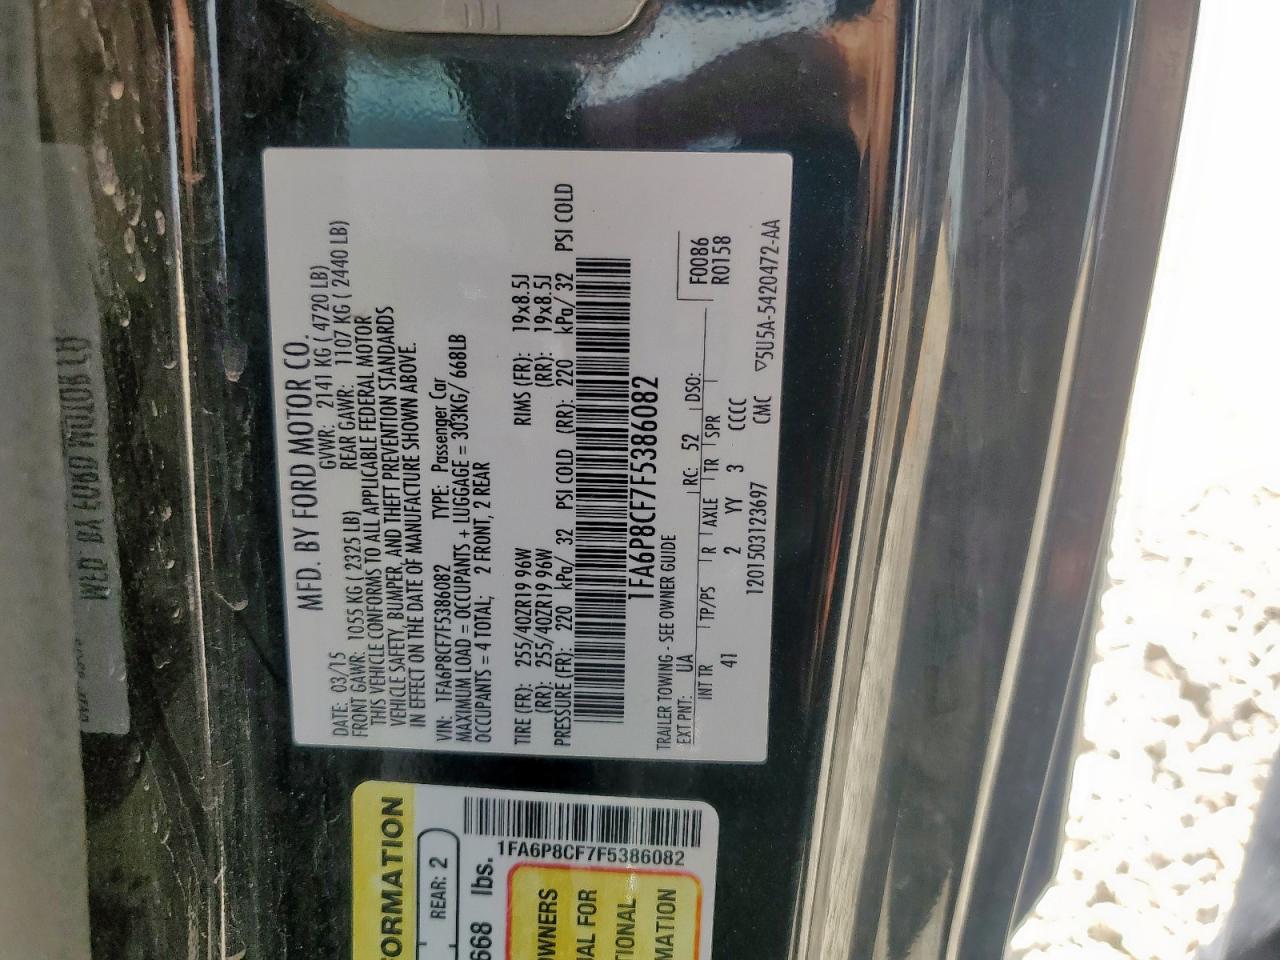 MFD. BY FORD MOTOR CO.
DATE: 03/15 GVWR: 2141 KG ( 4720 LB)
FRONT GAWR: 1055 KG ( 2325 LB) REAR GAWR: 1107 KG ( 2440 LB)
THIS VEHICLE CONFORMS TO ALL APPLICABLE FEDERAL MOTOR
VEHICLE SAFETY, BUMPER, AND THEFT PREVENTION STANDARDS
IN EFFECT ON THE DATE OF MANUFACTURE SHOWN ABOVE.
VIN: 1FA6P8CF7F5386082 TYPE: Passenger Car
MAXIMUM LOAD = OCCUPANTS + LUGGAGE = 303KG/ 668LB
OCCUPANTS = 4 TOTAL; 2 FRONT, 2 REAR
TIRE (FR): 255/40ZR19 96W RIMS (FR): 19x8.5J
(RR): 255/40ZR19 96W (RR): 19x8.5J
PRESSURE (FR): 220 kPa/ 32 PSI COLD (RR): 220 kPa/ 32 PSI COLD
1FA6P8CF7F5386082
TRAILER TOWING - SEE OWNER GUIDE
F0086
EXT PNT: UA RC: 52 DSO:
R0158
INT TR TP/PS R AXLE TR SPR
41 2 YY 3 CCCC
1201503123697 CMC ▽5U5A-5420472-AA
ORMATION
REAR: 2
668 lbs.
1FA6P8CF7F5386082
OWNERS
AL FOR
TIONAL
MATION